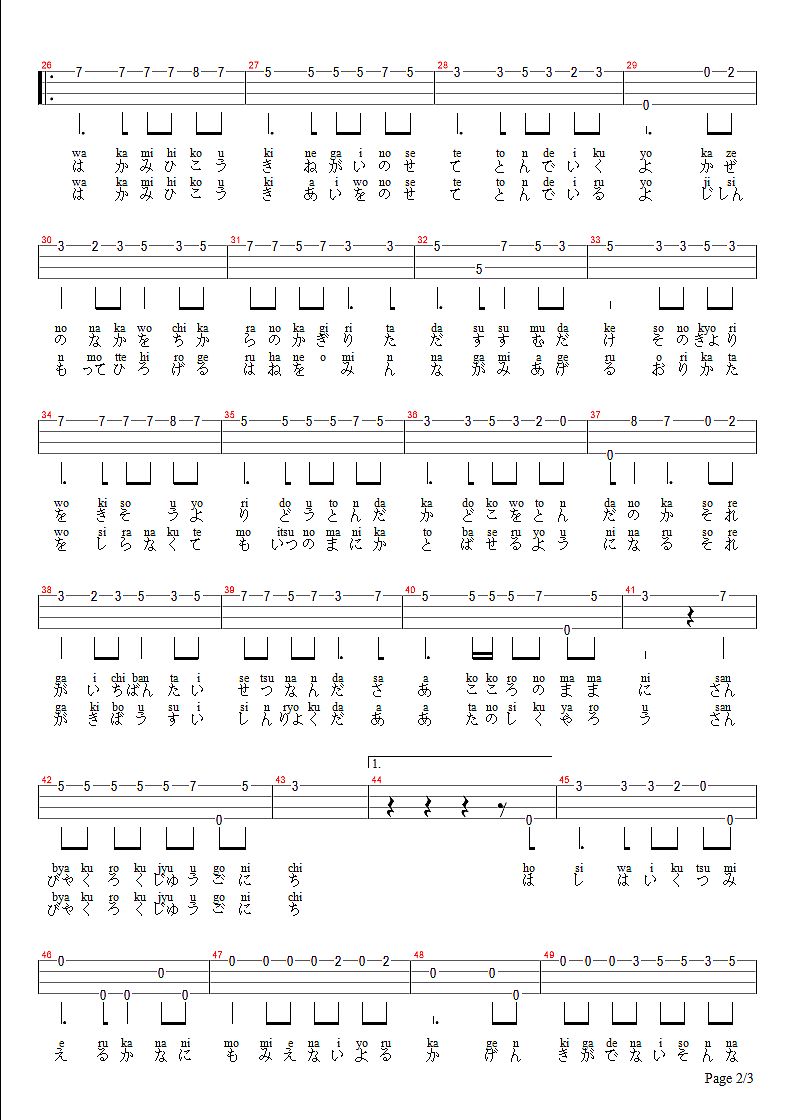 26 27 28 29
7 7 7 7 8 7 5 5 5 5 7 5 3 3 5 3 2 3 0 0 2
wa ka mi hi ko u ki ne ga i no se te to n de i ku yo ka ze
は か み ひ こ う き ね が い の せ て と ん で い く よ か ぜ
wa ka mi hi ko u ki a i wo no se te to n de i ru yo ji si n
は か み ひ こ う き あ い を の せ て と ん で い る よ じ し ん
30 31 32 33
3 2 3 5 3 5 7 7 5 7 3 3 5 5 7 5 3 5 3 3 5 3
no na ka wo chi ka ra no ka gi ri ta da su su mu da ke so no kyo ri
の な か を ち か ら の か ぎ り た だ す す む だ け そ の ぎ よ り
n mo tte hi ro ge ru ha ne o mi n na ga mi a ge ru o ri ka ta
も っ て ひ ろ げ る は ね を み ん な が み あ げ る お り か た
34 35 36 37
7 7 7 7 8 7 5 5 5 5 7 5 3 3 5 3 2 0 0 8 7 0 2
wo ki so u yo ri do u to n da ka do ko wo to n da no ka so re
を き そ う よ り ど う と ん だ か ど こ を と ん だ の か そ れ
wo si ra na ku te mo itsu no ma ni ka to ba se ru yo u ni na ru so re
を し ら な く て も い つ の ま に か と ば せ る よ う に な る そ れ
38 39 40 41
3 2 3 5 3 5 7 7 5 7 3 7 5 5 5 5 7 0 5 3 7
ga i chi ban ta i se tsu na n da sa a ko ko ro no ma ma ni san
が い ち ばん た い せ つ な ん だ さ あ こ こ ろ の ま ま に さん
ga ki bo u su i si n ryo ku da a a ta no si ku ya ro u san
が き ぼ う す い し ん りょ く だ あ あ た の し く や ろ う さん
1.
42 43 44 45
5 5 5 5 5 7 0 5 3 0 3 3 3 2 0 0
bya ku ro ku jyu u go ni chi ho si wa i ku tsu mi
びゃ く ろ く じゅ う ご に ち ほ し は い く つ み
bya ku ro ku jyu u go ni chi
びゃ く ろ く じゅ う ご に ち
46 47 48 49
0 0 0 0 0 0 0 0 0 2 0 2 0 0 0 0 0 0 3 5 5 3 5
e ru ka na ni mo mi e na i yo ru ka ge n ki ga de na i so n na
え る か な に も み え な い よ る か げ ん き が で な い そ ん な
Page 2/3